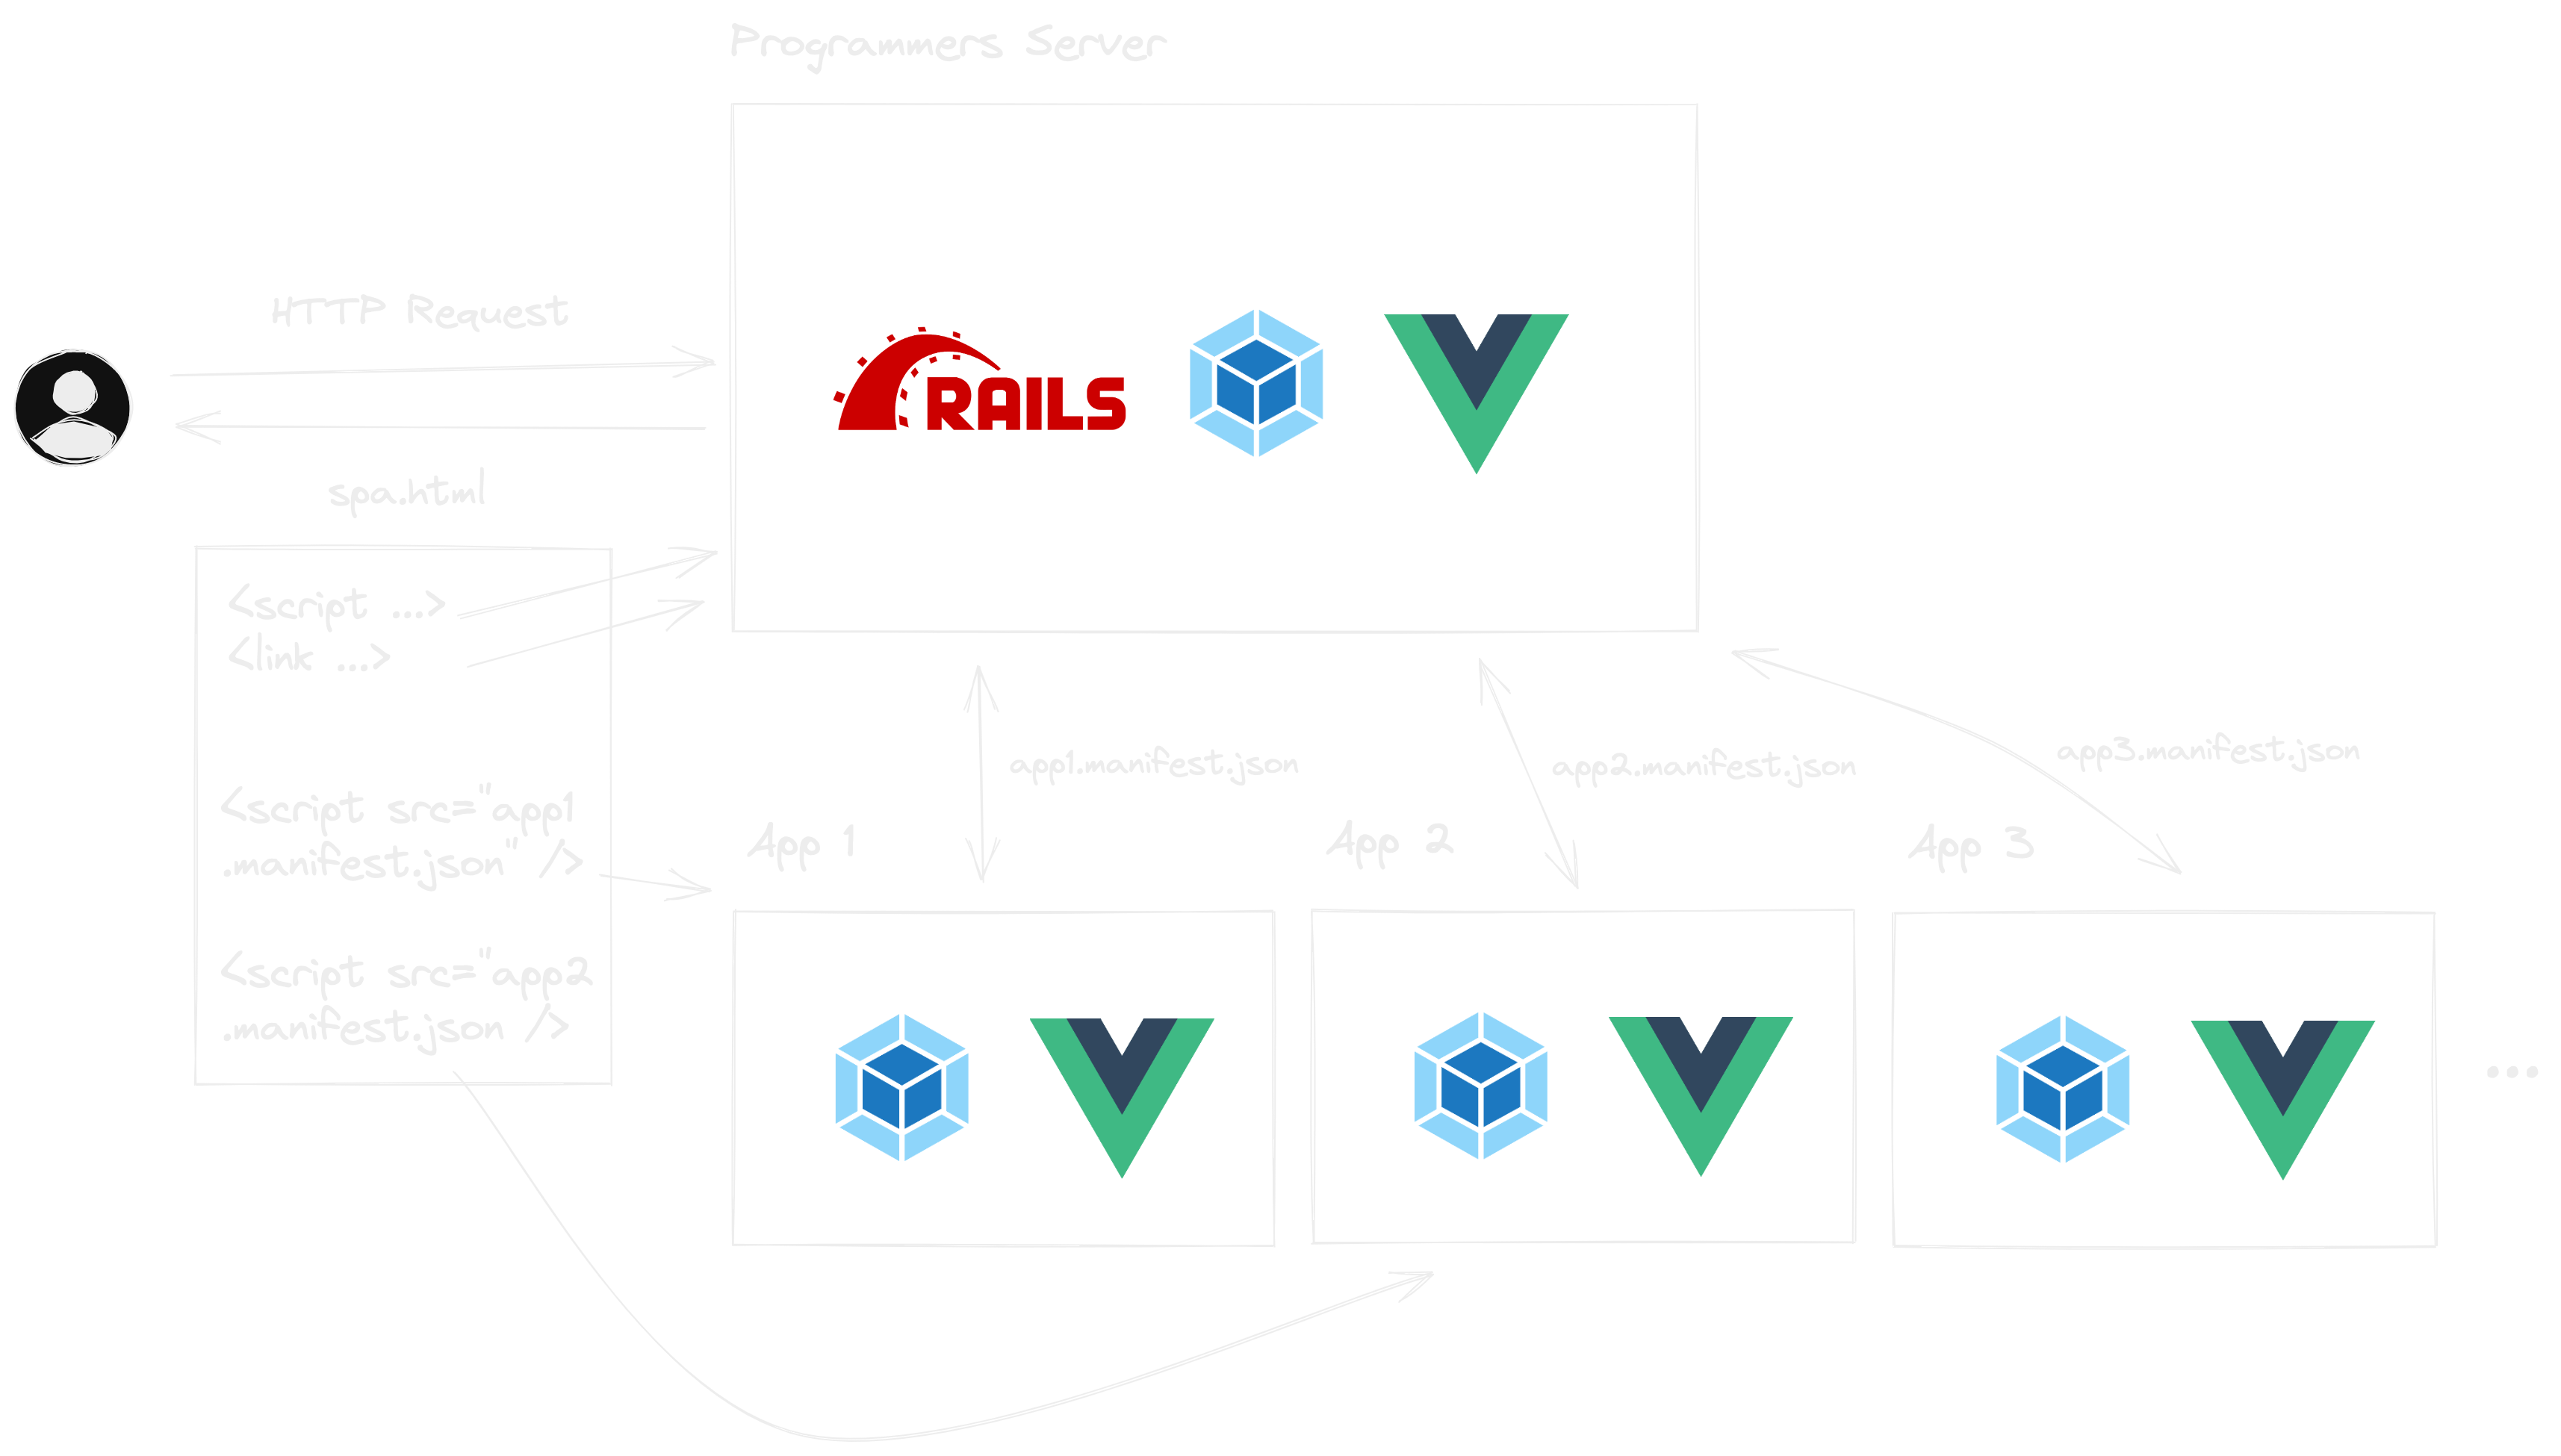 Programmers Server
HTTP Request
RAILS
spa.html
<script ...>
<link ...>
<script src="app1
.manifest.json" />
<script src="app2
.manifest.json />
app1.manifest.json
app2.manifest.json
app3.manifest.json
App 1
App 2
App 3
...